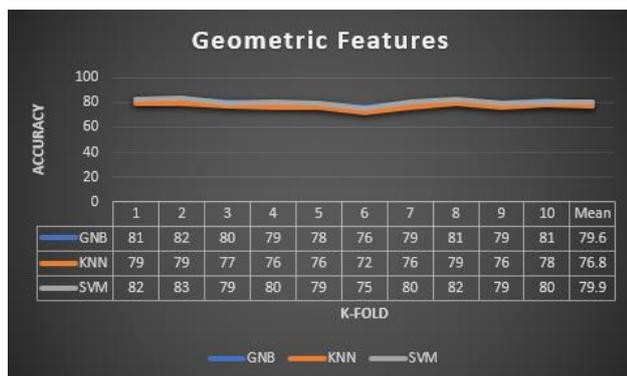 Geometric Features
100
80
60
40
20
0
ACCURACY
1 2 3 4 5 6 7 8 9 10 Mean
GNB 81 82 80 79 78 76 79 81 79 81 79.6
KNN 79 79 77 76 76 72 76 79 76 78 76.8
SVM 82 83 79 80 79 75 80 82 79 80 79.9
K-FOLD
GNB KNN SVM